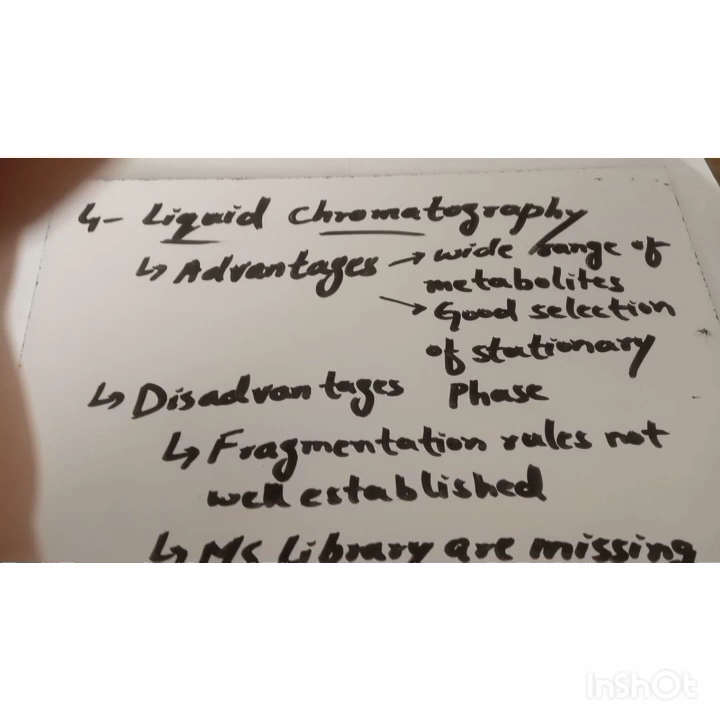 4- Liquid chromatography
↳ Advantages → wide range of
metabolites
→ Good selection
of stationary
Phase
↳ Disadvantages
↳ Fragmentation rules not
well established
↳ MS Library are missing
InShOt